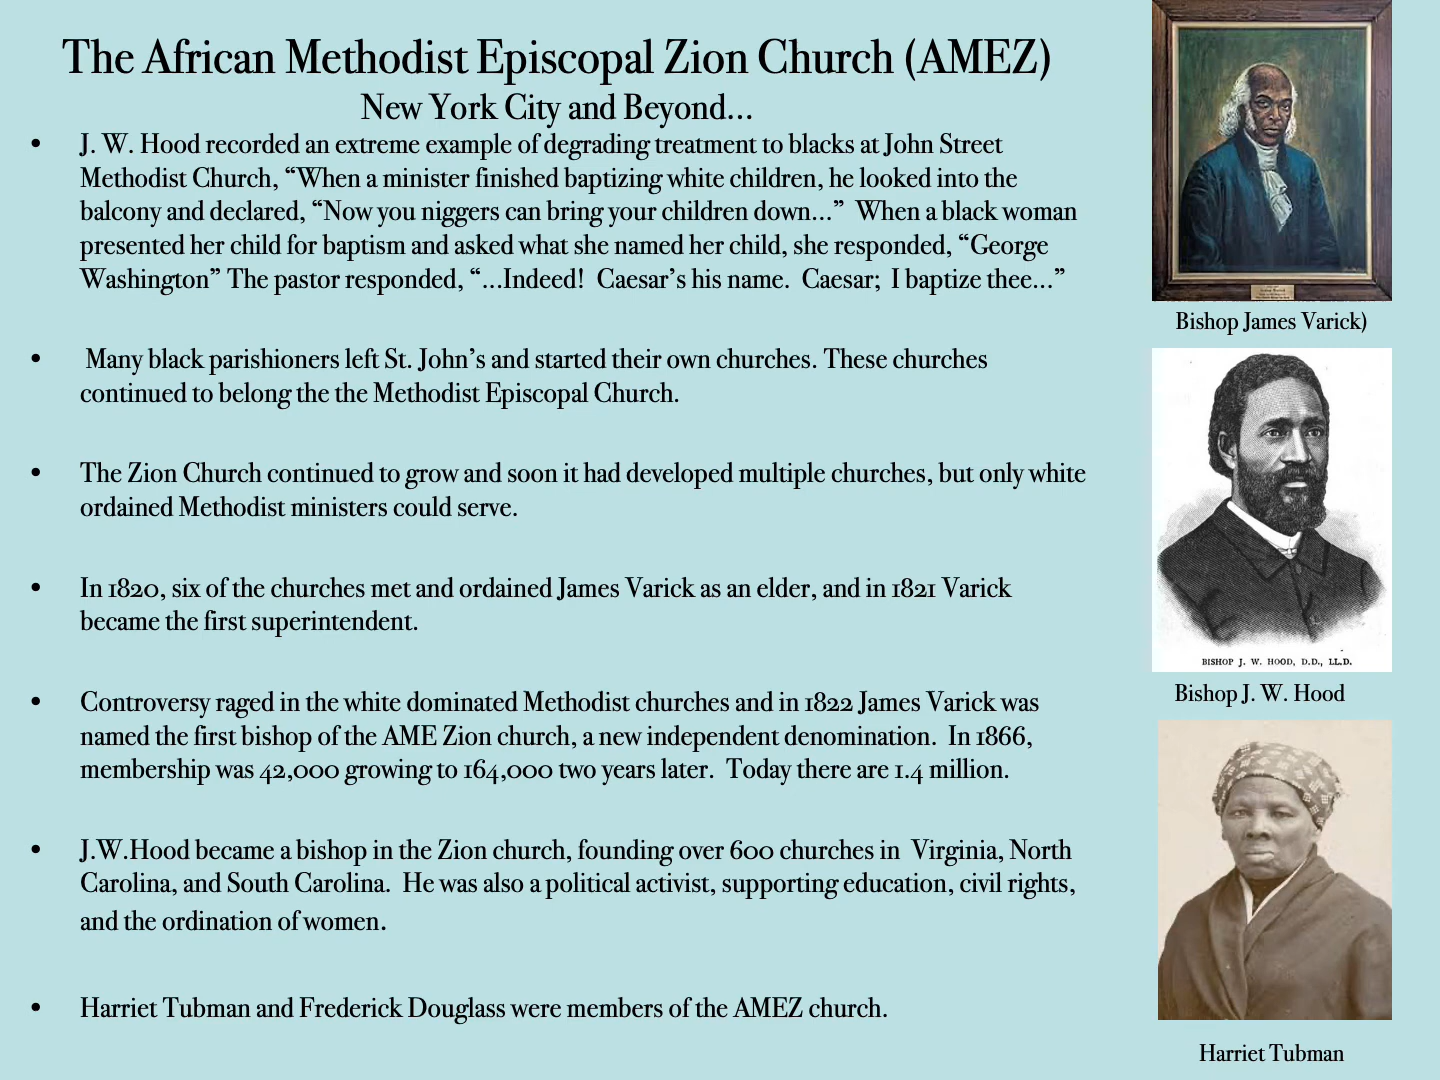 The African Methodist Episcopal Zion Church (AMEZ)
New York City and Beyond…
• J. W. Hood recorded an extreme example of degrading treatment to blacks at John Street
Methodist Church, “When a minister finished baptizing white children, he looked into the
balcony and declared, “Now you niggers can bring your children down…”  When a black woman
presented her child for baptism and asked what she named her child, she responded, “George
Washington” The pastor responded, “…Indeed!  Caesar’s his name.  Caesar;  I baptize thee…”
• Many black parishioners left St. John’s and started their own churches. These churches
continued to belong the the Methodist Episcopal Church.
• The Zion Church continued to grow and soon it had developed multiple churches, but only white
ordained Methodist ministers could serve.
• In 1820, six of the churches met and ordained James Varick as an elder, and in 1821 Varick
became the first superintendent.
• Controversy raged in the white dominated Methodist churches and in 1822 James Varick was
named the first bishop of the AME Zion church, a new independent denomination.  In 1866,
membership was 42,000 growing to 164,000 two years later.  Today there are 1.4 million.
• J.W.Hood became a bishop in the Zion church, founding over 600 churches in  Virginia, North
Carolina, and South Carolina.  He was also a political activist, supporting education, civil rights,
and the ordination of women.
• Harriet Tubman and Frederick Douglass were members of the AMEZ church.
Bishop James Varick)
BISHOP J. W. HOOD, D.D., LL.D.
Bishop J. W. Hood
Harriet Tubman